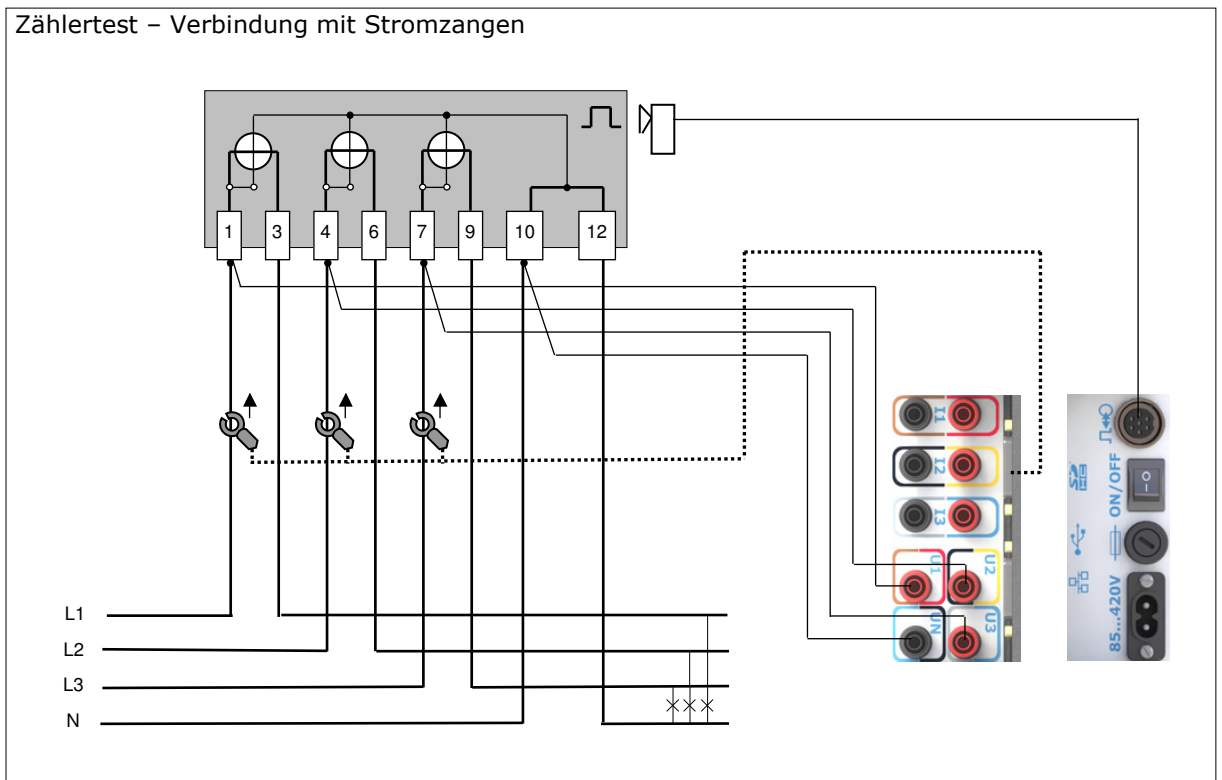 Zählertest – Verbindung mit Stromzangen
1 3 4 6 7 9 10 12
I1
I2
I3
U1 U2
UN U3
ON/OFF
85...420V
L1
L2
L3
N